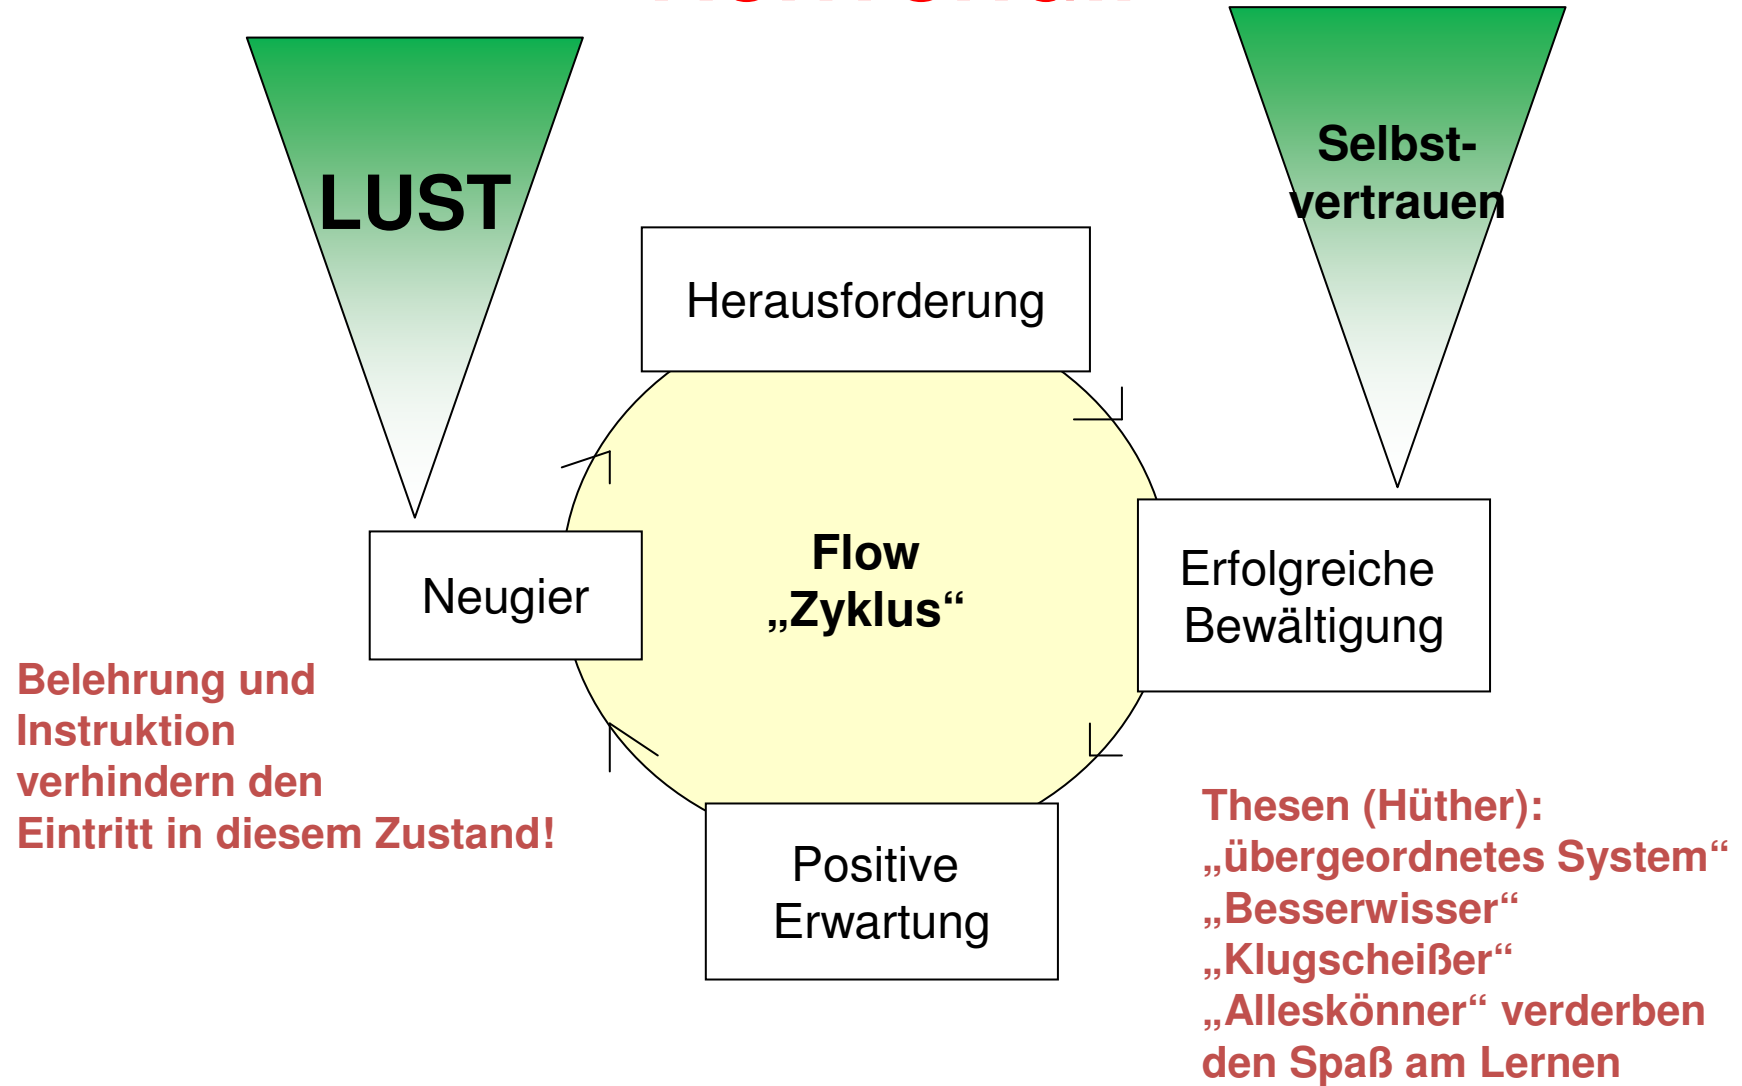 LUST
Selbst-
vertrauen
Herausforderung
Flow
„Zyklus“
Neugier
Erfolgreiche
Bewältigung
Belehrung und
Instruktion
verhindern den
Eintritt in diesem Zustand!
Positive
Erwartung
Thesen (Hüther):
„übergeordnetes System“
„Besserwisser“
„Klugscheißer“
„Alleskönner“ verderben
den Spaß am Lernen